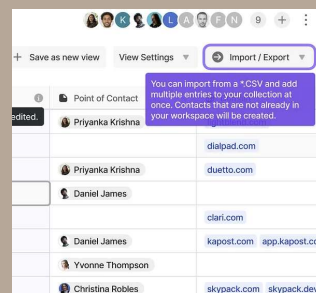 K L A F N 9 +
+ Save as new view View Settings Import / Export
You can import from a *.CSV and add
multiple entries to your collection at
once. Contacts that are not already in
your workspace will be created.
Point of Contact
edited.
Priyanka Krishna
dialpad.com
Priyanka Krishna duetto.com
Daniel James
clari.com
Daniel James kapost.com app.kapost.co
Yvonne Thompson
Christina Robles skypack.com skypack.dev